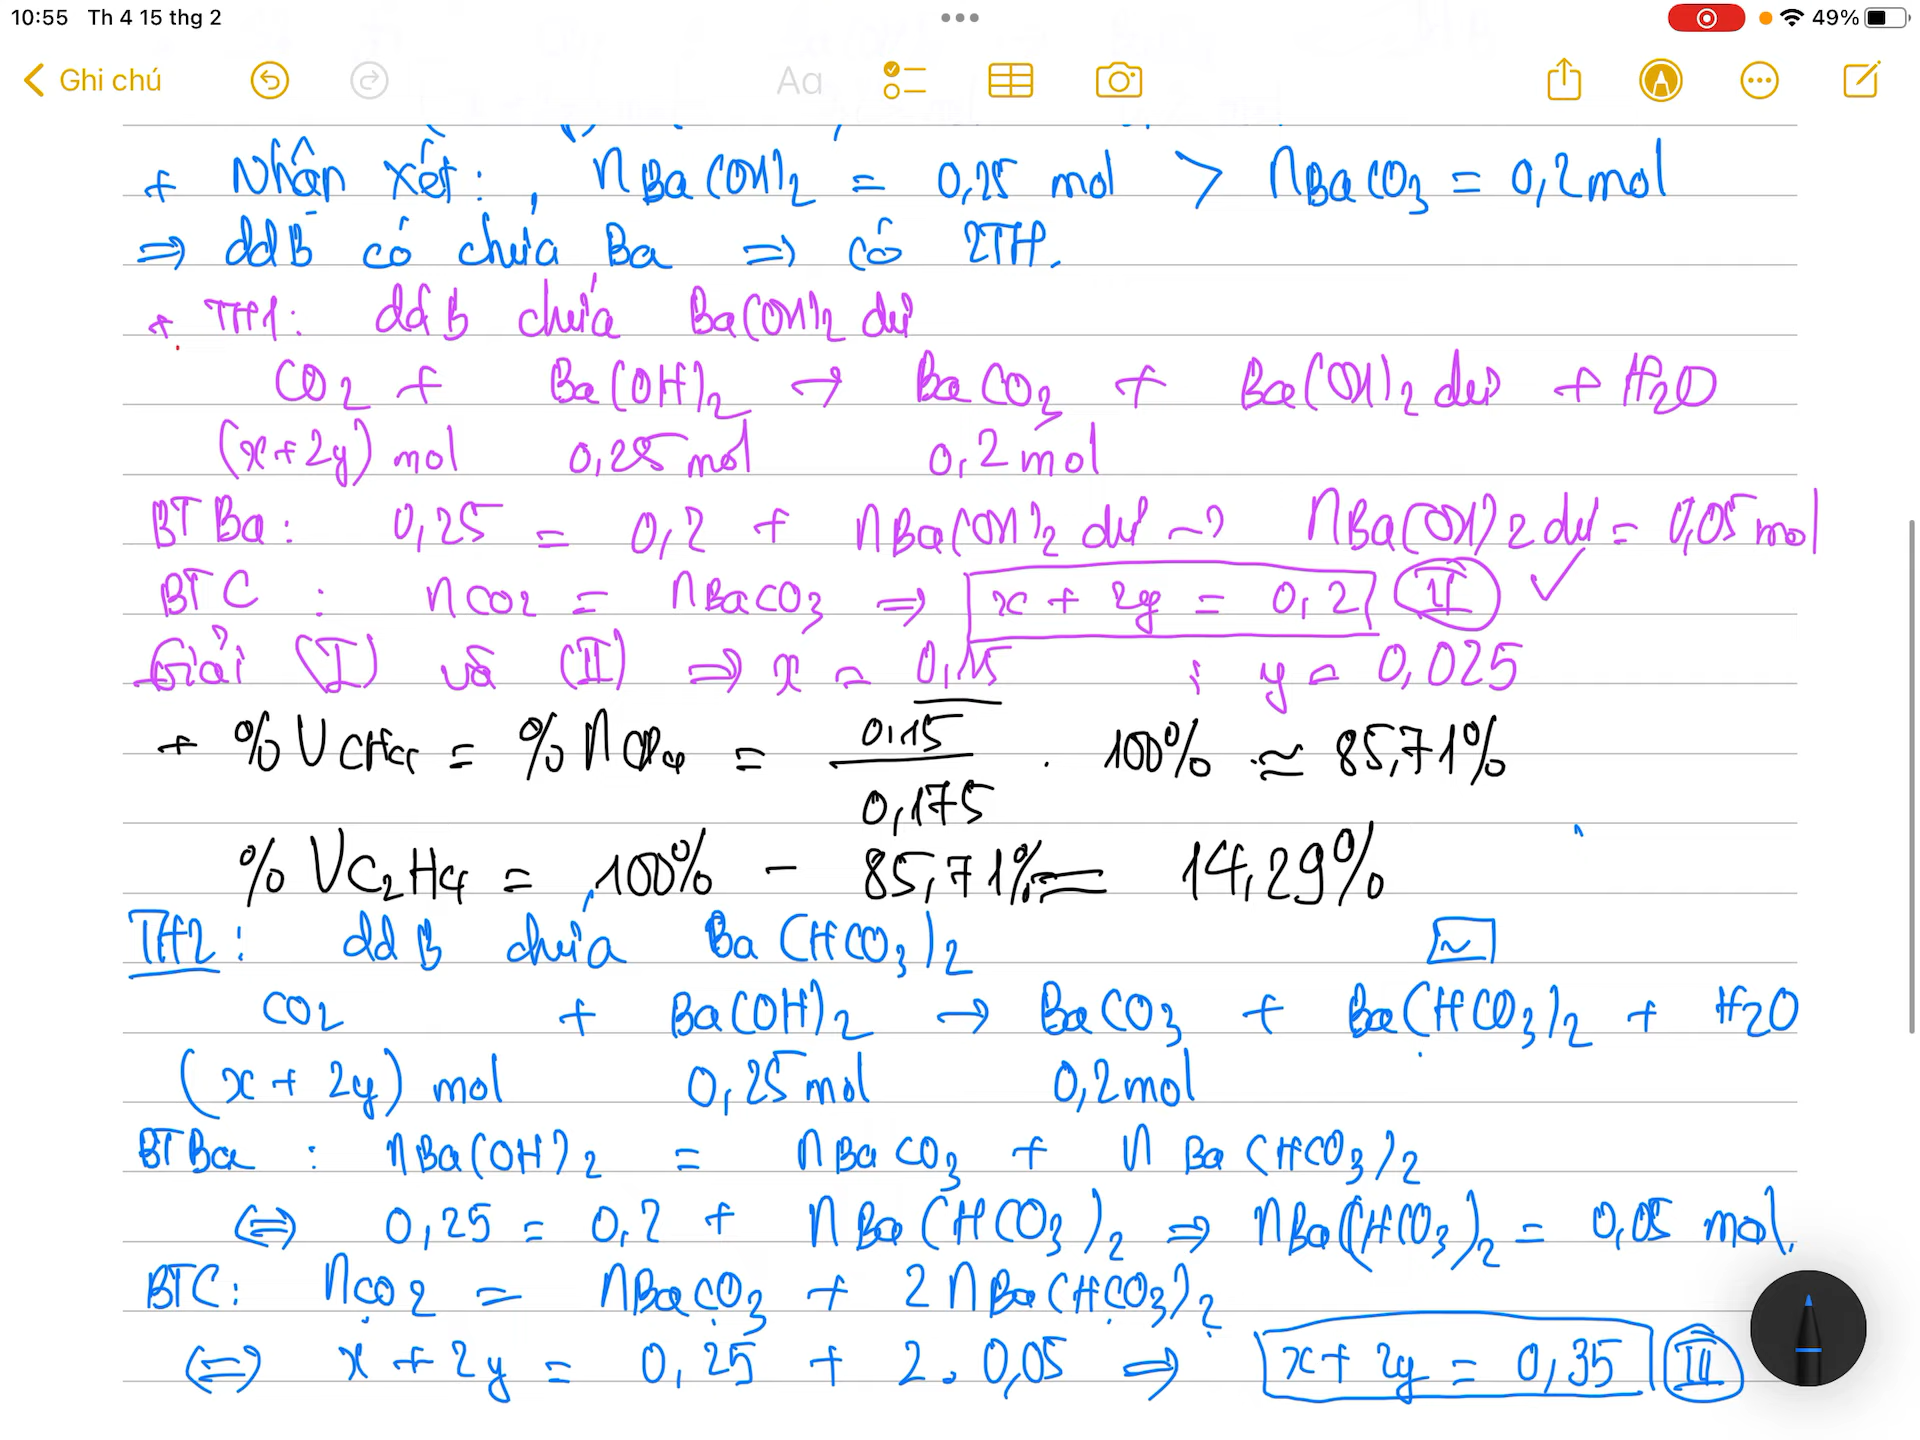 10:55 Th 4 15 thg 2
49%
Ghi chú
Aa
+ Nhận xét: nBa(OH)2 = 0,25 mol > nBaCO3 = 0,2 mol
=> dd B có chứa Ba => có 2TH.
+ TH1: dd B chứa Ba(OH)2 dư
CO2 + Ba(OH)2 → BaCO3 + Ba(OH)2 dư + H2O
(x+2y) mol 0,25 mol 0,2 mol
BT Ba: 0,25 = 0,2 + nBa(OH)2 dư → nBa(OH)2 dư = 0,05 mol
BTC : nCO2 = nBaCO3 => x + 2y = 0,2 (II) ✓
Giải (I) và (II) => x = 0,15 ; y = 0,025
+ %VCH4 = %nCH4 = 0,15/0,175 . 100% ≈ 85,71%
%VC2H4 = 100% - 85,71% = 14,29%
TH2: dd B chứa Ba(HCO3)2 ~
CO2 + Ba(OH)2 → BaCO3 + Ba(HCO3)2 + H2O
(x + 2y) mol 0,25 mol 0,2 mol
BT Ba : nBa(OH)2 = nBaCO3 + nBa(HCO3)2
<=> 0,25 = 0,2 + nBa(HCO3)2 => nBa(HCO3)2 = 0,05 mol.
BTC: nCO2 = nBaCO3 + 2nBa(HCO3)2
<=> x + 2y = 0,25 + 2.0,05 => x + 2y = 0,35 (III)